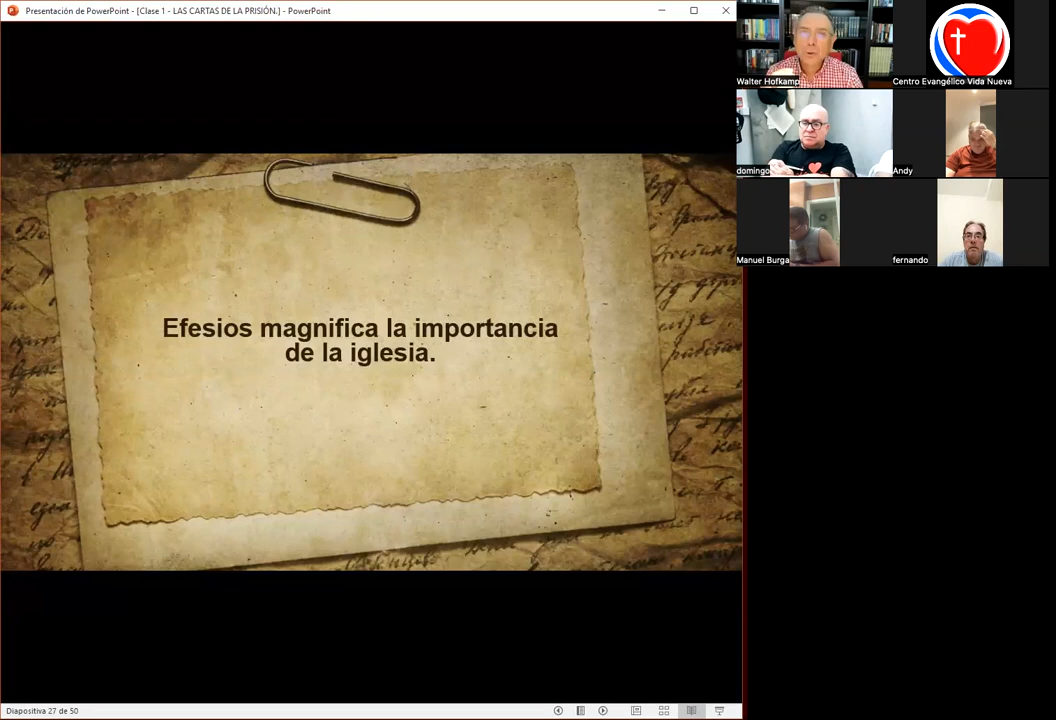 Presentación de PowerPoint - [Clase 1 - LAS CARTAS DE LA PRISIÓN.] - PowerPoint
Efesios magnifica la importancia
de la iglesia.
Diapositiva 27 de 50
Walter Hofkamp
Centro Evangélico Vida Nueva
domingo
Andy
Manuel Burga
fernando